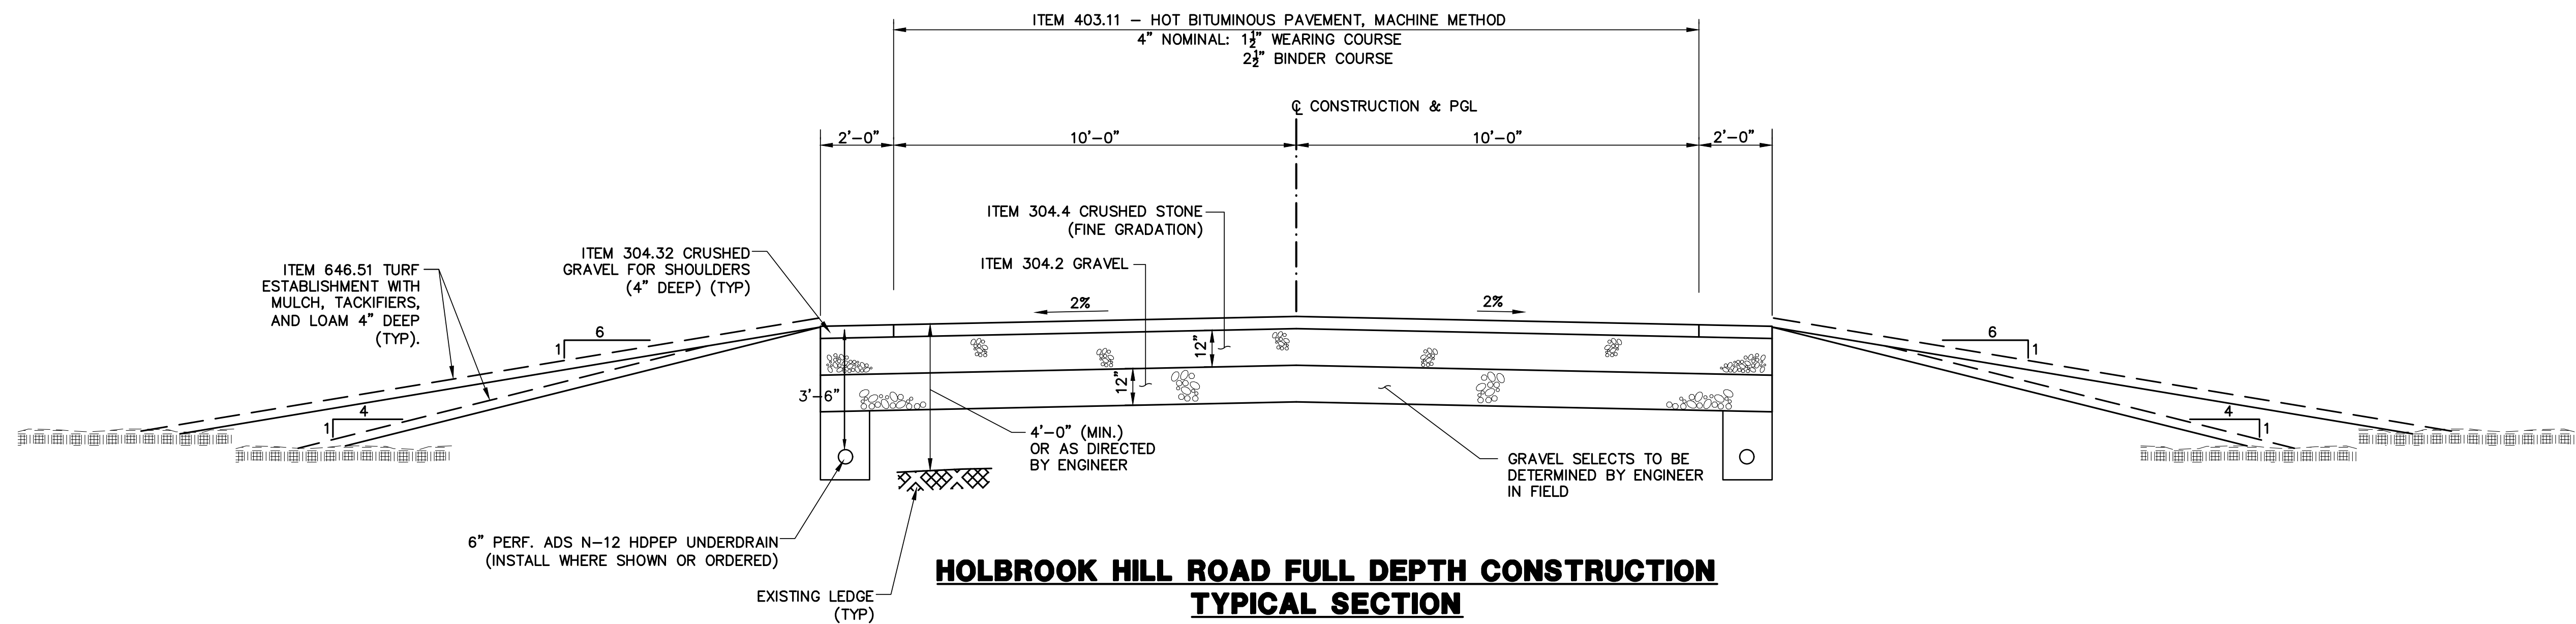 ITEM 403.11 – HOT BITUMINOUS PAVEMENT, MACHINE METHOD
4" NOMINAL: 1½" WEARING COURSE
2½" BINDER COURSE
℄ CONSTRUCTION & PGL
2'-0"
10'-0"
10'-0"
2'-0"
ITEM 304.4 CRUSHED STONE
(FINE GRADATION)
ITEM 304.32 CRUSHED
GRAVEL FOR SHOULDERS
(4" DEEP) (TYP)
ITEM 304.2 GRAVEL
ITEM 646.51 TURF
ESTABLISHMENT WITH
MULCH, TACKIFIERS,
AND LOAM 4" DEEP
(TYP).
2%
2%
6
1
6
1
12"
12"
3'-6"
4
1
4
1
4'-0" (MIN.)
OR AS DIRECTED
BY ENGINEER
GRAVEL SELECTS TO BE
DETERMINED BY ENGINEER
IN FIELD
6" PERF. ADS N-12 HDPEP UNDERDRAIN
(INSTALL WHERE SHOWN OR ORDERED)
EXISTING LEDGE
(TYP)
HOLBROOK HILL ROAD FULL DEPTH CONSTRUCTION
TYPICAL SECTION